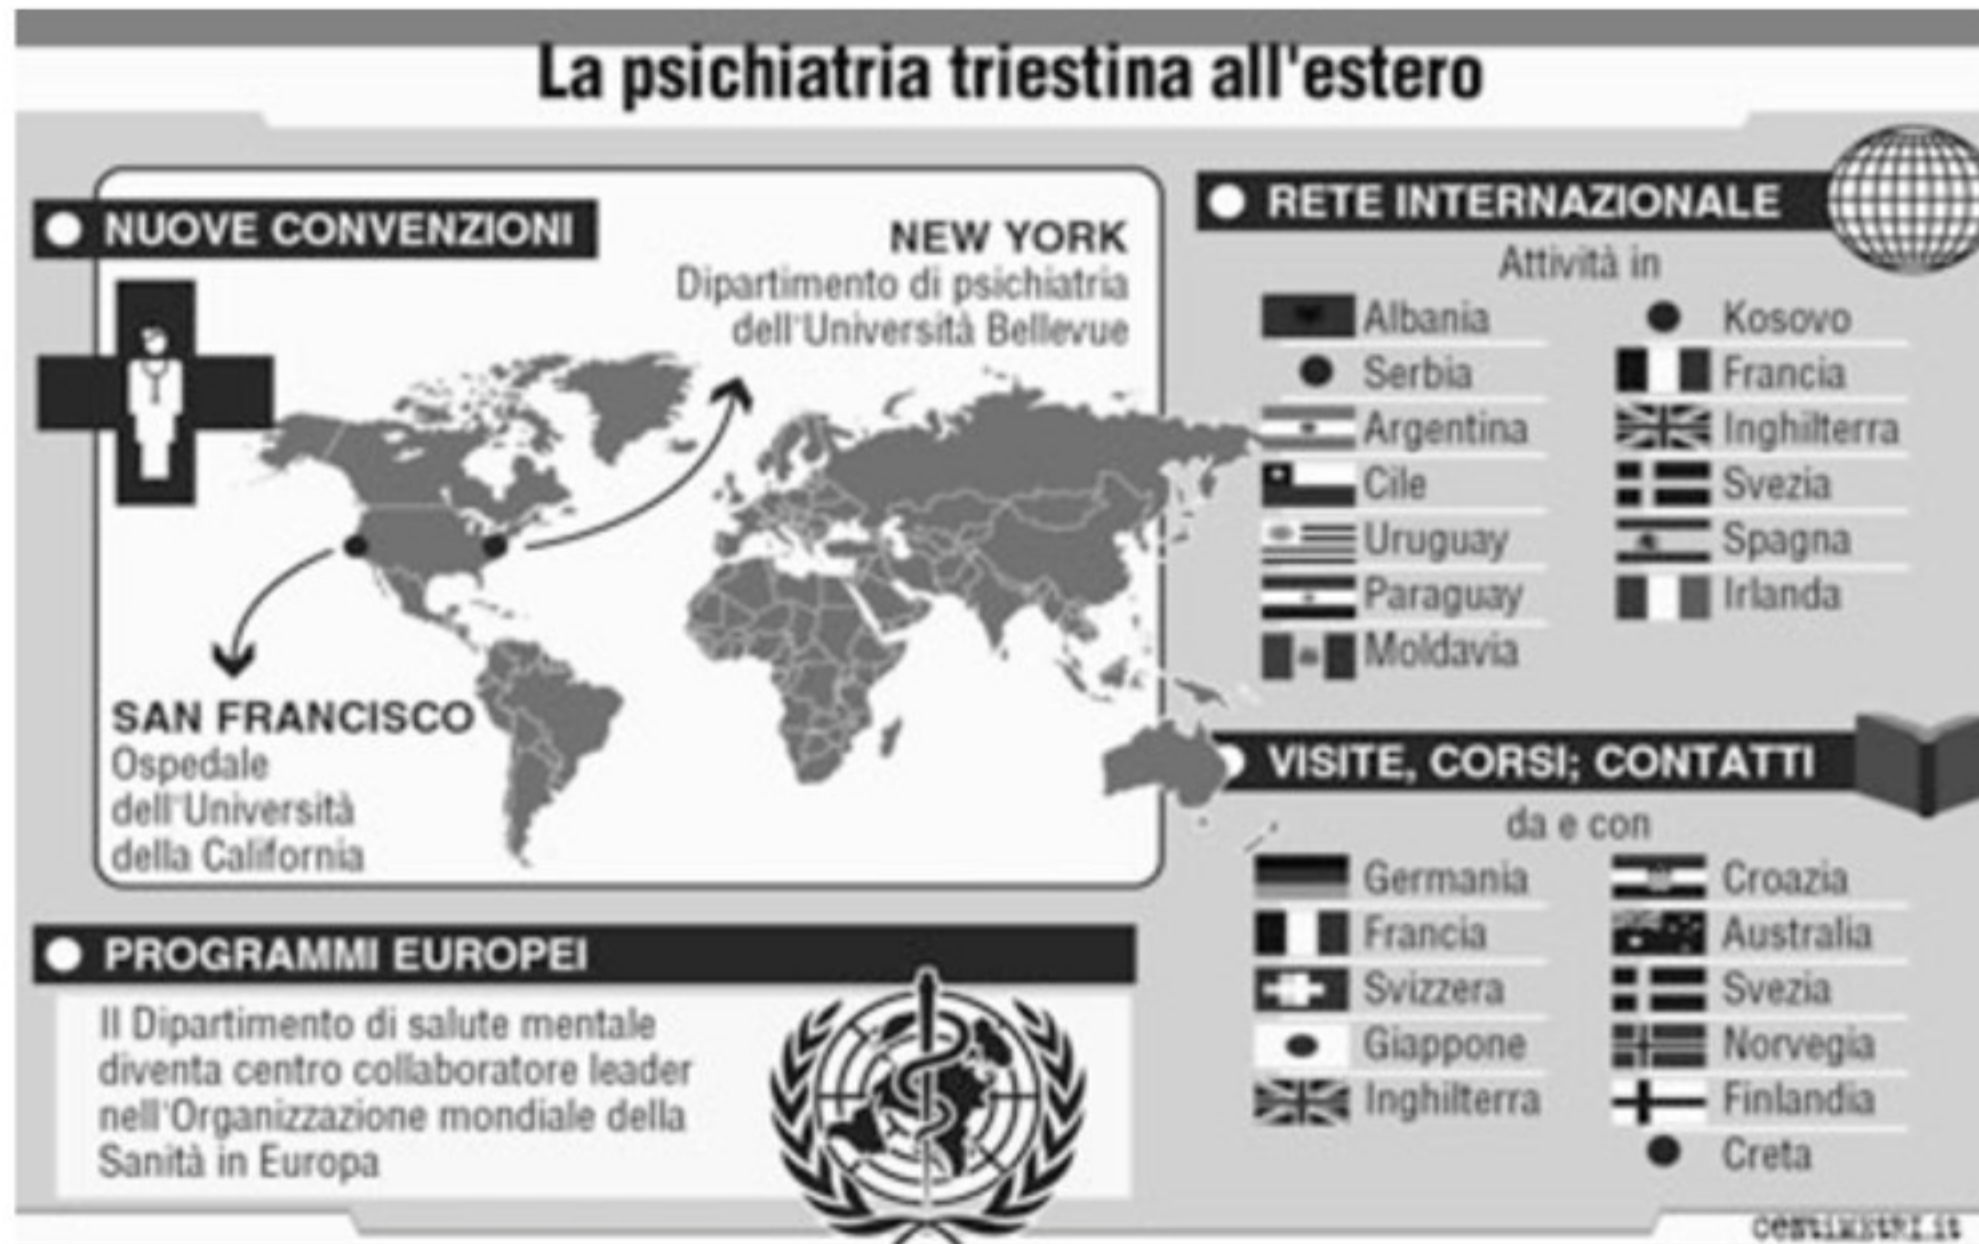 La psichiatria triestina all'estero
NUOVE CONVENZIONI
NEW YORK
Dipartimento di psichiatria
dell'Università Bellevue
SAN FRANCISCO
Ospedale
dell'Università
della California
PROGRAMMI EUROPEI
Il Dipartimento di salute mentale
diventa centro collaboratore leader
nell'Organizzazione mondiale della
Sanità in Europa
RETE INTERNAZIONALE
Attività in
Albania
Serbia
Argentina
Cile
Uruguay
Paraguay
Moldavia
Kosovo
Francia
Inghilterra
Svezia
Spagna
Irlanda
VISITE, CORSI; CONTATTI
da e con
Germania
Francia
Svizzera
Giappone
Inghilterra
Croazia
Australia
Svezia
Norvegia
Finlandia
Creta
CENTIMETRI.it